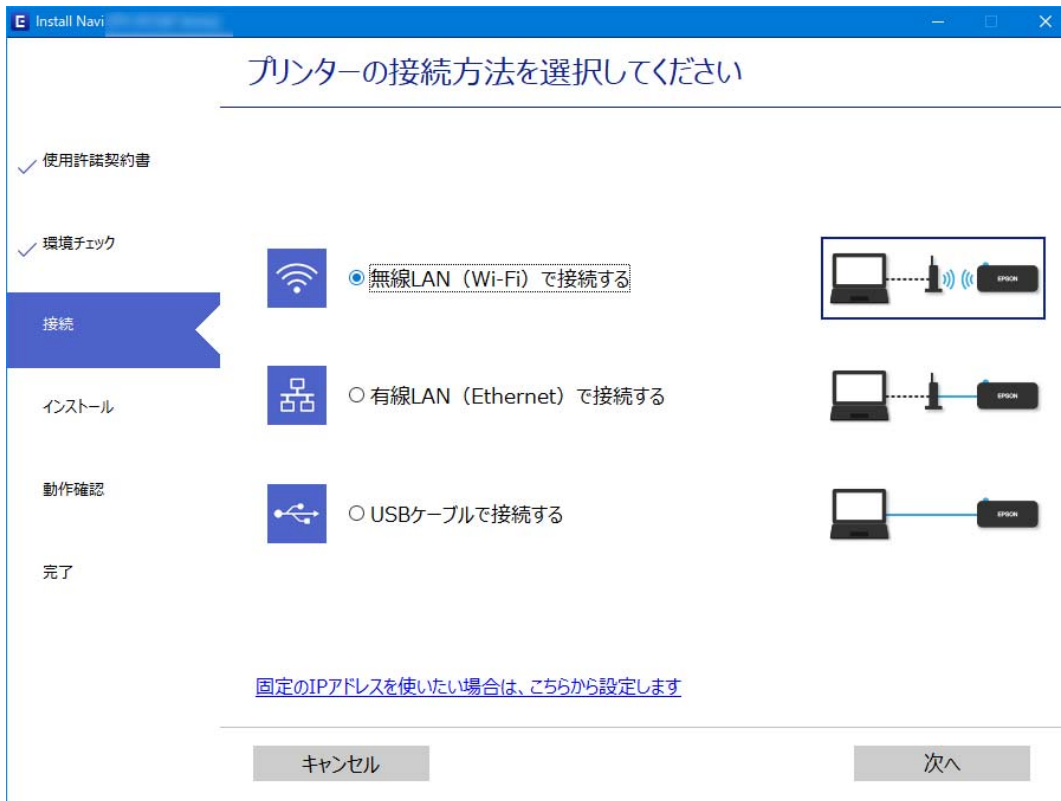 E Install Navi
プリンターの接続方法を選択してください
使用許諾契約書
環境チェック
接続
インストール
動作確認
完了
無線LAN（Wi-Fi）で接続する
EPSON
有線LAN（Ethernet）で接続する
EPSON
USBケーブルで接続する
EPSON
固定のIPアドレスを使いたい場合は、こちらから設定します
キャンセル
次へ